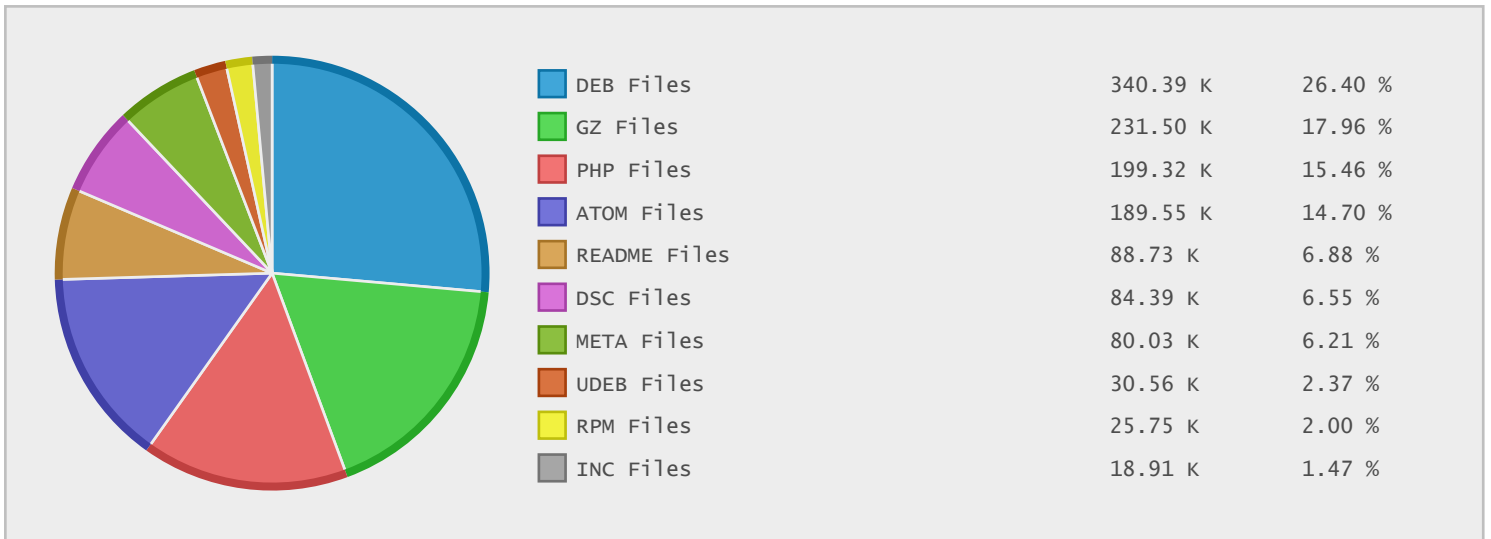 DEB Files 340.39 K 26.40 %
GZ Files 231.50 K 17.96 %
PHP Files 199.32 K 15.46 %
ATOM Files 189.55 K 14.70 %
README Files 88.73 K 6.88 %
DSC Files 84.39 K 6.55 %
META Files 80.03 K 6.21 %
UDEB Files 30.56 K 2.37 %
RPM Files 25.75 K 2.00 %
INC Files 18.91 K 1.47 %